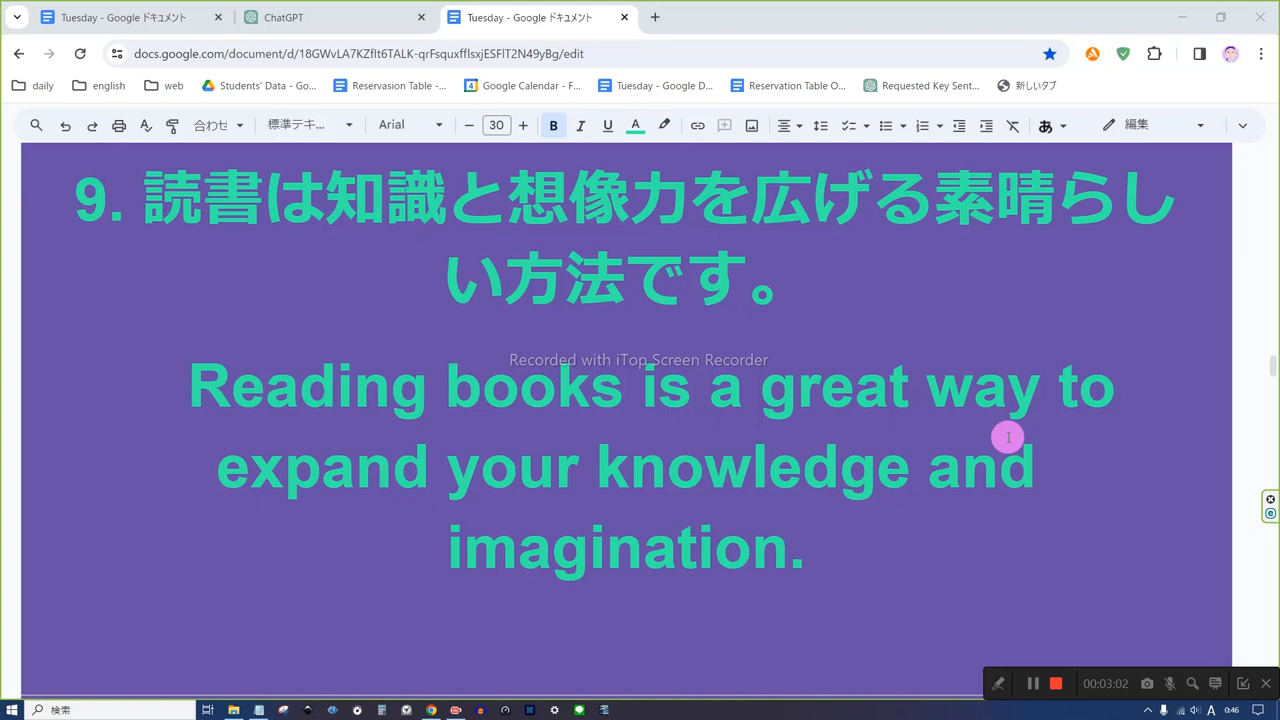 Tuesday - Google ドキュメント
ChatGPT
Tuesday - Google ドキュメント
docs.google.com/document/d/18GWvLA7KZflt6TALK-arFsquxfflsxjESFlT2N49yBg/edit
daily
english
web
Students' Data - Go...
Reservasion Table -...
Google Calendar - F...
Tuesday - Google D...
Reservation Table O...
Requested Key Sent...
新しいタブ
合わせ
標準テキ...
Arial
30
B
I
U
A
あ
編集
9. 読書は知識と想像力を広げる素晴らし
い方法です。
Recorded with iTop Screen Recorder
Reading books is a great way to
expand your knowledge and
imagination.
00:03:02
検索
A
0:46